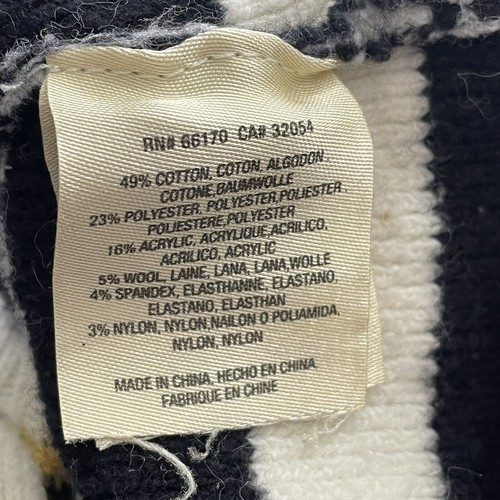 RN# 66170 CA# 32054
49% COTTON, COTON, ALGODON,
COTONE,BAUMWOLLE
23% POLYESTER, POLYESTER,POLIESTER
POLIESTERE,POLYESTER
16% ACRYLIC, ACRYLIQUE,ACRILICO,
ACRILICO, ACRYLIC
5% WOOL, LAINE, LANA, LANA,WOLLE
4% SPANDEX, ELASTHANNE, ELASTANO,
ELASTANO, ELASTHAN
3% NYLON, NYLON,NAILON O POLIAMIDA.
NYLON, NYLON
MADE IN CHINA, HECHO EN CHINA.
FABRIQUE EN CHINE